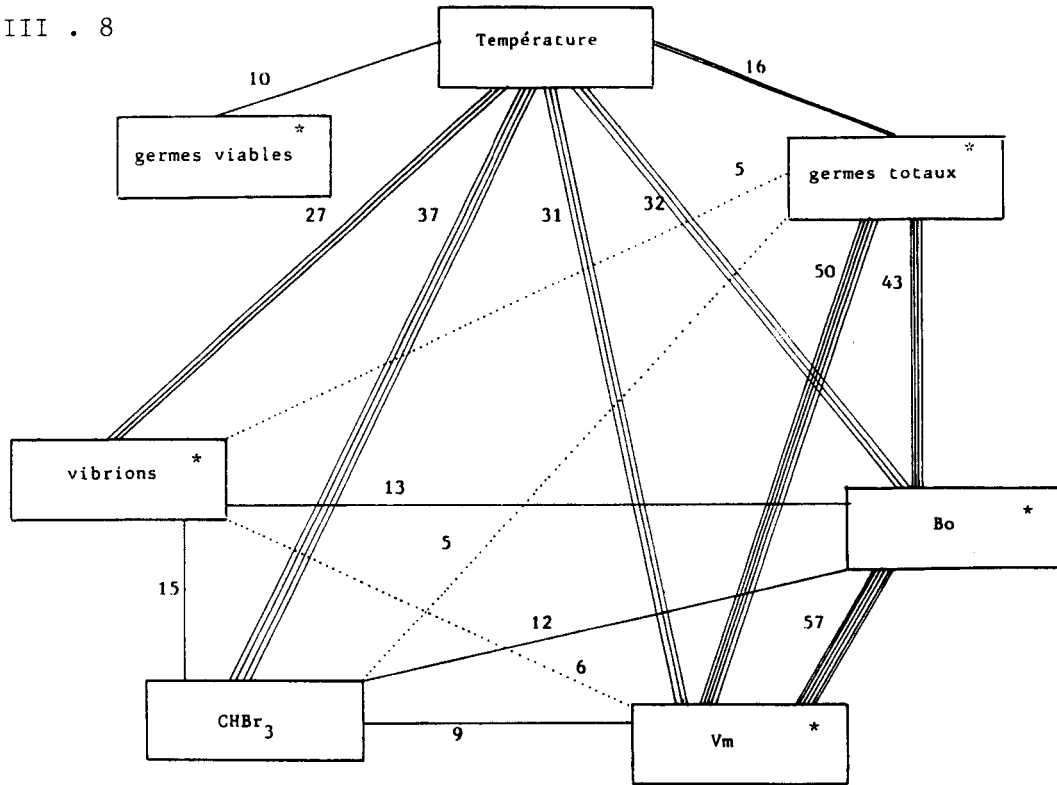 III . 8
Température
10
16
*
germes viables
*
germes totaux
5
27
37
31
32
50
43
*
vibrions
13
*
Bo
5
15
12
57
6
CHBr3
9
*
Vm